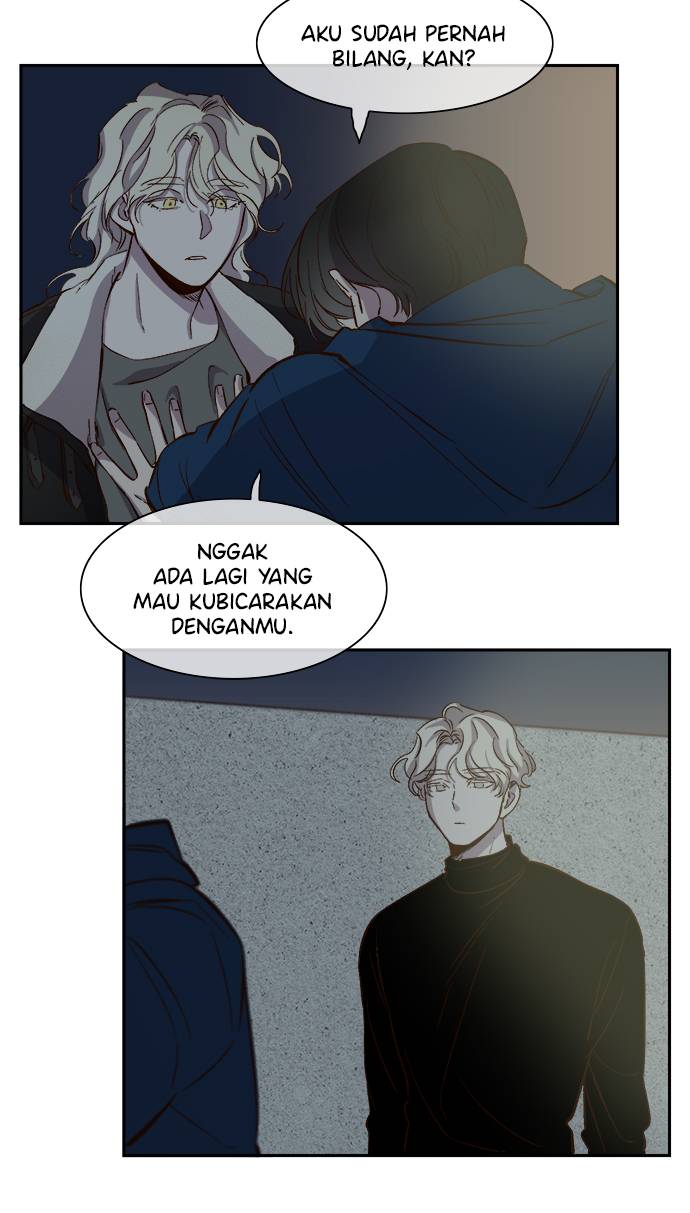 AKU SUDAH PERNAH
BILANG, KAN?
NGGAK
ADA LAGI YANG
MAU KUBICARAKAN
DENGANMU.